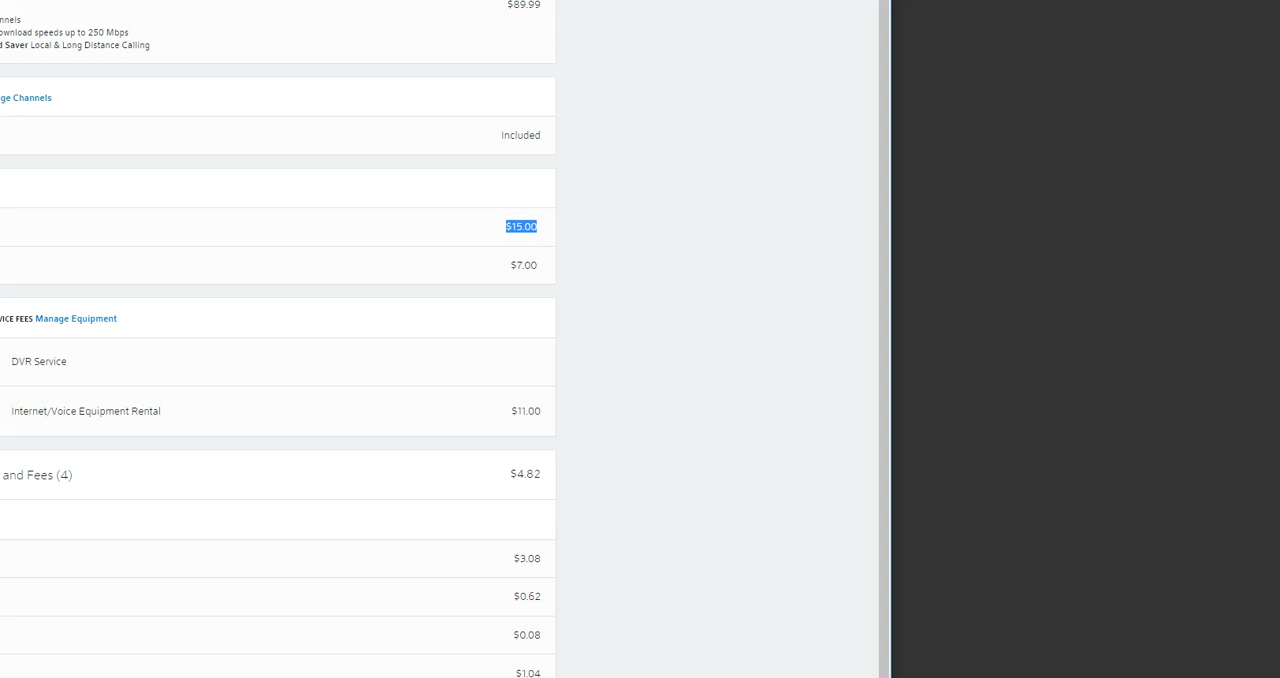 $89.99
nnels
ownload speeds up to 250 Mbps
d Saver Local & Long Distance Calling
ge Channels
Included
$15.00
$7.00
VICE FEES Manage Equipment
DVR Service
Internet/Voice Equipment Rental $11.00
and Fees (4) $4.82
$3.08
$0.62
$0.08
$1.04